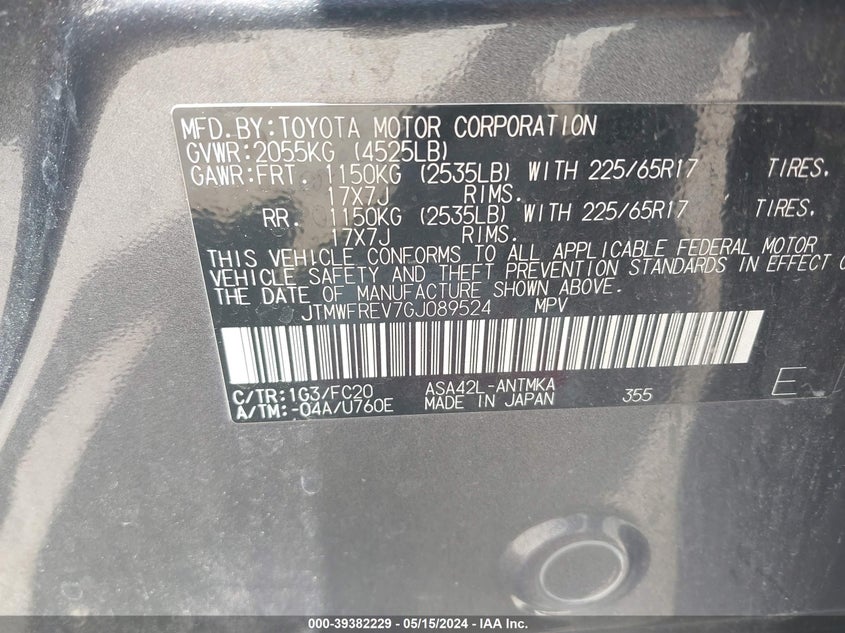 MFD.BY:TOYOTA MOTOR CORPORATION
GVWR:2055KG (4525LB)
GAWR:FRT. 1150KG (2535LB) WITH 225/65R17 TIRES.
17X7J RIMS.
RR. 1150KG (2535LB) WITH 225/65R17 TIRES.
17X7J RIMS.
THIS VEHICLE CONFORMS TO ALL APPLICABLE FEDERAL MOTOR
VEHICLE SAFETY AND THEFT PREVENTION STANDARDS IN EFFECT
THE DATE OF MANUFACTURE SHOWN ABOVE.
JTMWFREV7GJ089524 MPV
C/TR:1G3/FC20 ASA42L-ANTMKA
A/TM:-04A/U760E MADE IN JAPAN 355 E
000-39382229 - 05/15/2024 - IAA Inc.